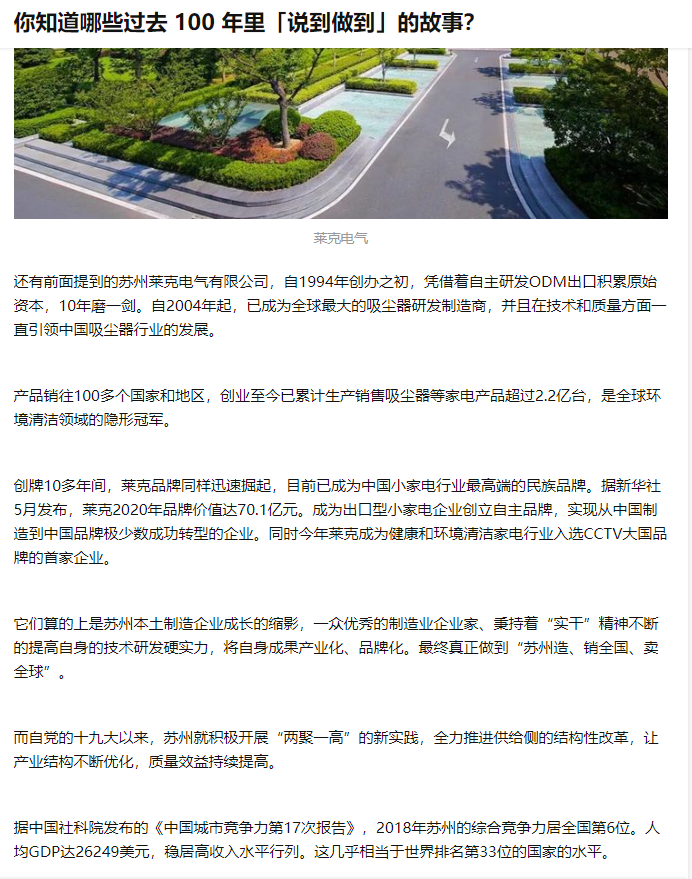 你知道哪些过去 100 年里「说到做到」的故事？
莱克电气
还有前面提到的苏州莱克电气有限公司，自1994年创办之初，凭借着自主研发ODM出口积累原始
资本，10年磨一剑。自2004年起，已成为全球最大的吸尘器研发制造商，并且在技术和质量方面一
直引领中国吸尘器行业的发展。
产品销往100多个国家和地区，创业至今已累计生产销售吸尘器等家电产品超过2.2亿台，是全球环
境清洁领域的隐形冠军。
创牌10多年间，莱克品牌同样迅速掘起，目前已成为中国小家电行业最高端的民族品牌。据新华社
5月发布，莱克2020年品牌价值达70.1亿元。成为出口型小家电企业创立自主品牌，实现从中国制
造到中国品牌极少数成功转型的企业。同时今年莱克成为健康和环境清洁家电行业入选CCTV大国品
牌的首家企业。
它们算的上是苏州本土制造企业成长的缩影，一众优秀的制造业企业家、秉持着“实干”精神不断
的提高自身的技术研发硬实力，将自身成果产业化、品牌化。最终真正做到“苏州造、销全国、卖
全球”。
而自党的十九大以来，苏州就积极开展“两聚一高”的新实践，全力推进供给侧的结构性改革，让
产业结构不断优化，质量效益持续提高。
据中国社科院发布的《中国城市竞争力第17次报告》，2018年苏州的综合竞争力居全国第6位。人
均GDP达26249美元，稳居高收入水平行列。这几乎相当于世界排名第33位的国家的水平。